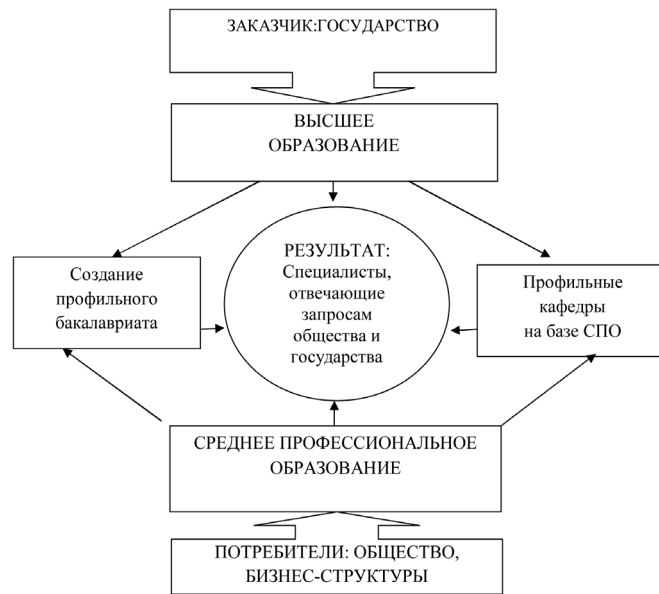 ЗАКАЗЧИК:ГОСУДАРСТВО
ВЫСШЕЕ
ОБРАЗОВАНИЕ
РЕЗУЛЬТАТ:
Специалисты,
отвечающие
запросам
общества и
государства
Создание
профильного
бакалавриата
Профильные
кафедры
на базе СПО
СРЕДНЕЕ ПРОФЕССИОНАЛЬНОЕ
ОБРАЗОВАНИЕ
ПОТРЕБИТЕЛИ: ОБЩЕСТВО,
БИЗНЕС-СТРУКТУРЫ